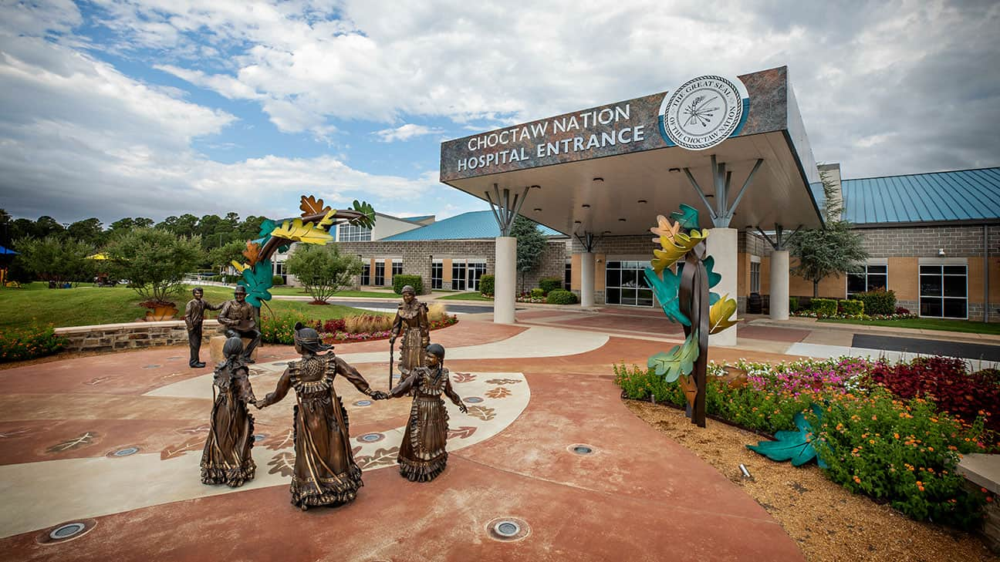 CHOCTAW NATION
HOSPITAL ENTRANCE
THE GREAT SEAL
OF THE CHOCTAW NATION